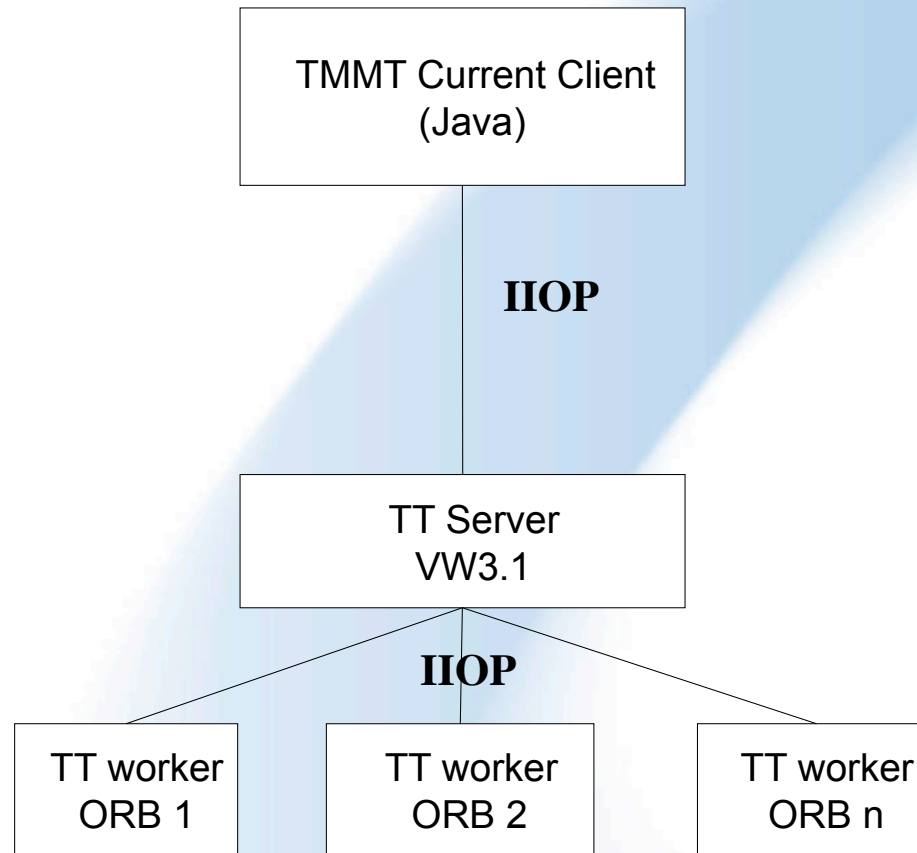 TMMT Current Client
(Java)
IIOP
TT Server
VW3.1
IIOP
TT worker
ORB 1
TT worker
ORB 2
TT worker
ORB n